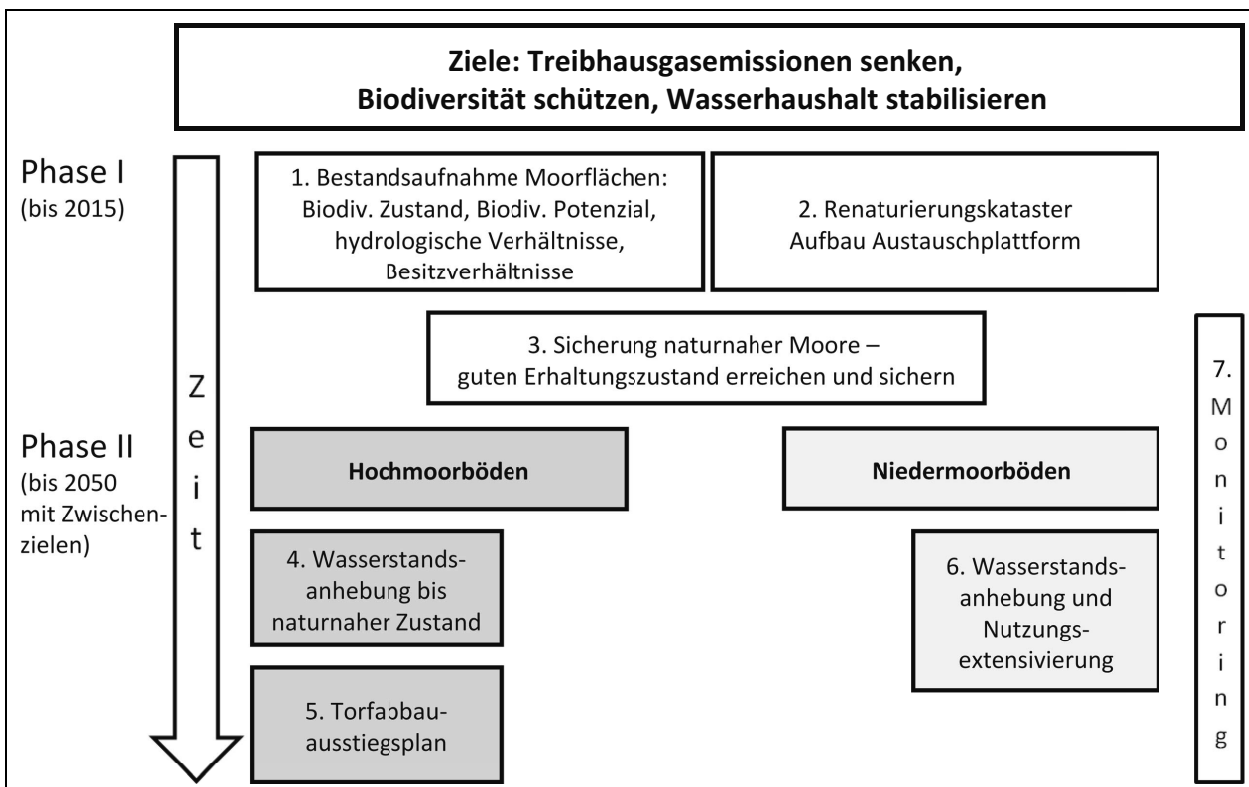 Ziele: Treibhausgasemissionen senken,
Biodiversität schützen, Wasserhaushalt stabilisieren
Phase I
(bis 2015)
1. Bestandsaufnahme Moorflächen:
Biodiv. Zustand, Biodiv. Potenzial,
hydrologische Verhältnisse,
Besitzverhältnisse
2. Renaturierungskataster
Aufbau Austauschplattform
3. Sicherung naturnaher Moore –
guten Erhaltungszustand erreichen und sichern
Zeit
Phase II
(bis 2050
mit Zwischen-
zielen)
Hochmoorböden
Niedermoorböden
4. Wasserstands-
anhebung bis
naturnaher Zustand
5. Torfabbau-
ausstiegsplan
6. Wasserstands-
anhebung und
Nutzungs-
extensivierung
7. Monitoring